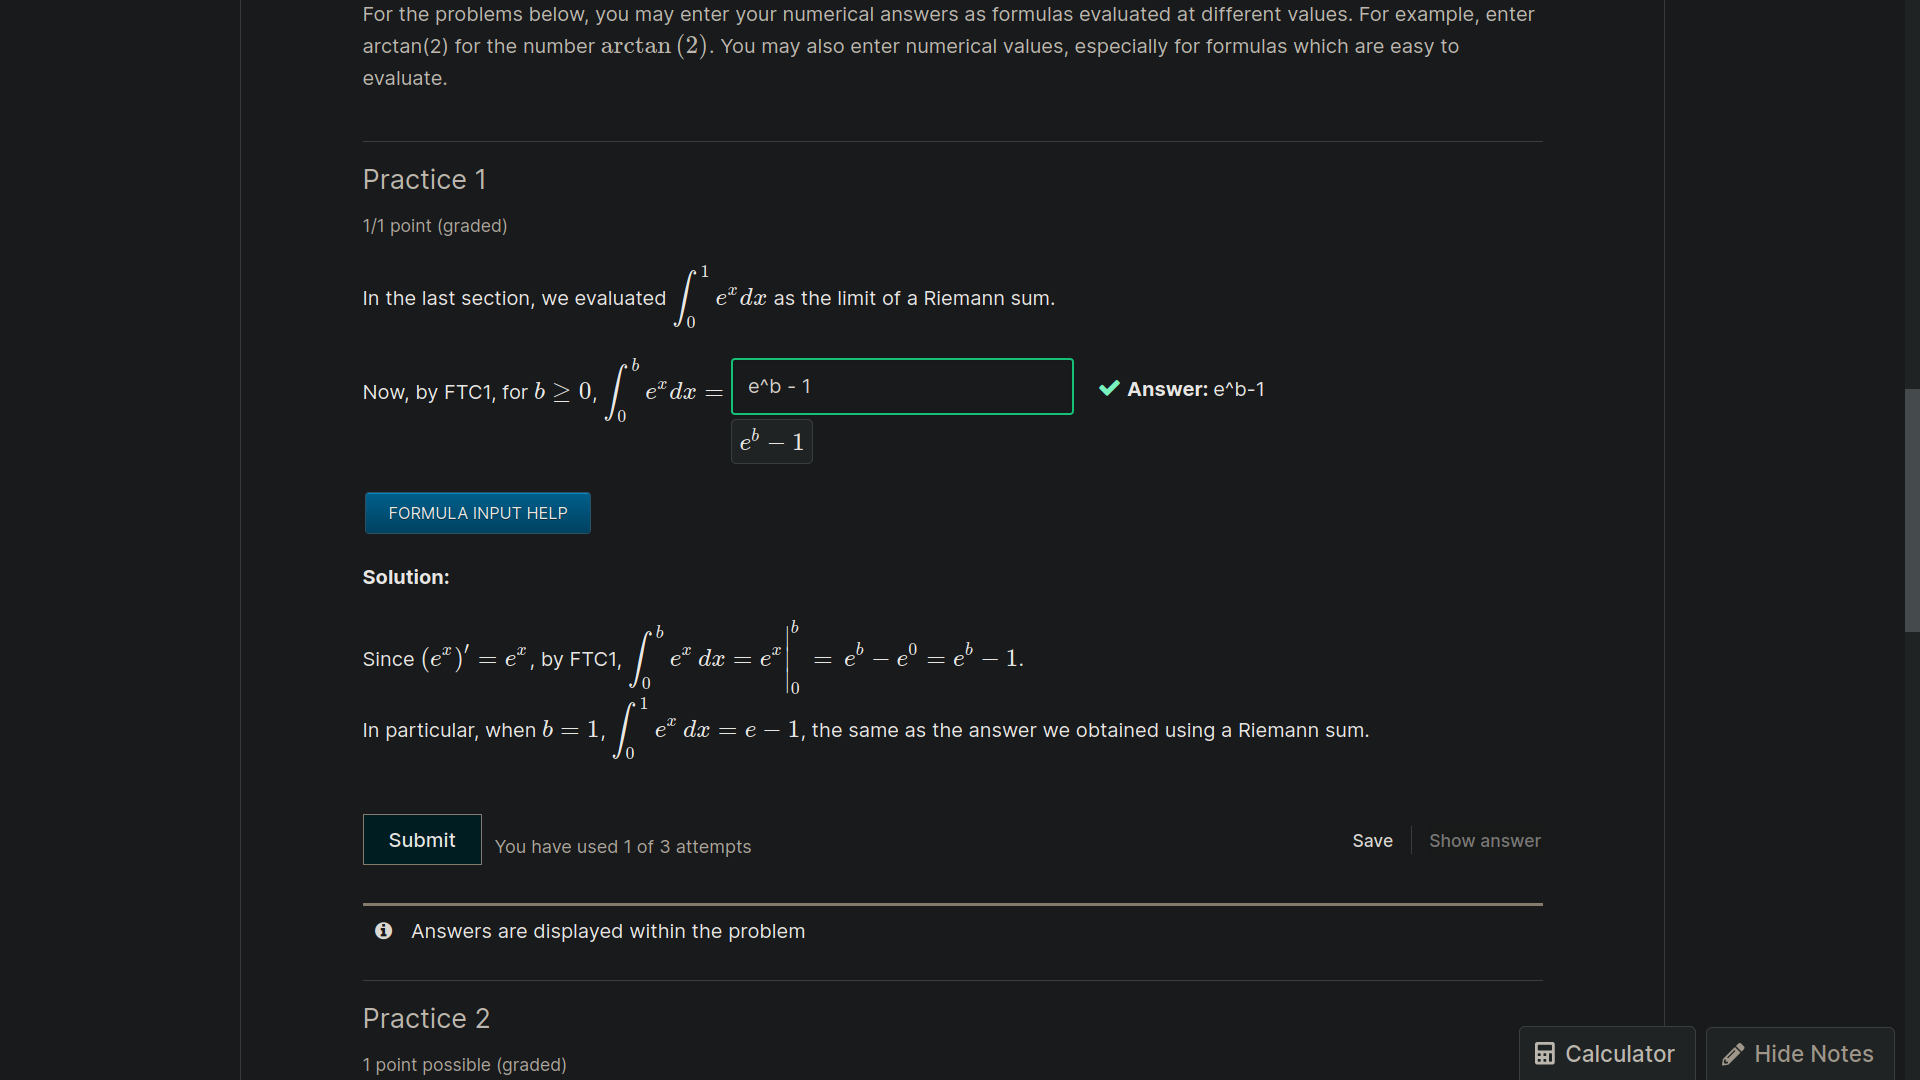 For the problems below, you may enter your numerical answers as formulas evaluated at different values. For example, enter
arctan(2) for the number arctan (2). You may also enter numerical values, especially for formulas which are easy to
evaluate.
Practice 1
1/1 point (graded)
In the last section, we evaluated ∫_0^1 e^x dx as the limit of a Riemann sum.
Now, by FTC1, for b ≥ 0, ∫_0^b e^x dx = e^b - 1 Answer: e^b-1
e^b − 1
FORMULA INPUT HELP
Solution:
Since (e^x)′ = e^x, by FTC1, ∫_0^b e^x dx = e^x |_0^b = e^b − e^0 = e^b − 1.
In particular, when b = 1, ∫_0^1 e^x dx = e − 1, the same as the answer we obtained using a Riemann sum.
Submit You have used 1 of 3 attempts Save Show answer
Answers are displayed within the problem
Practice 2
1 point possible (graded)
Calculator Hide Notes